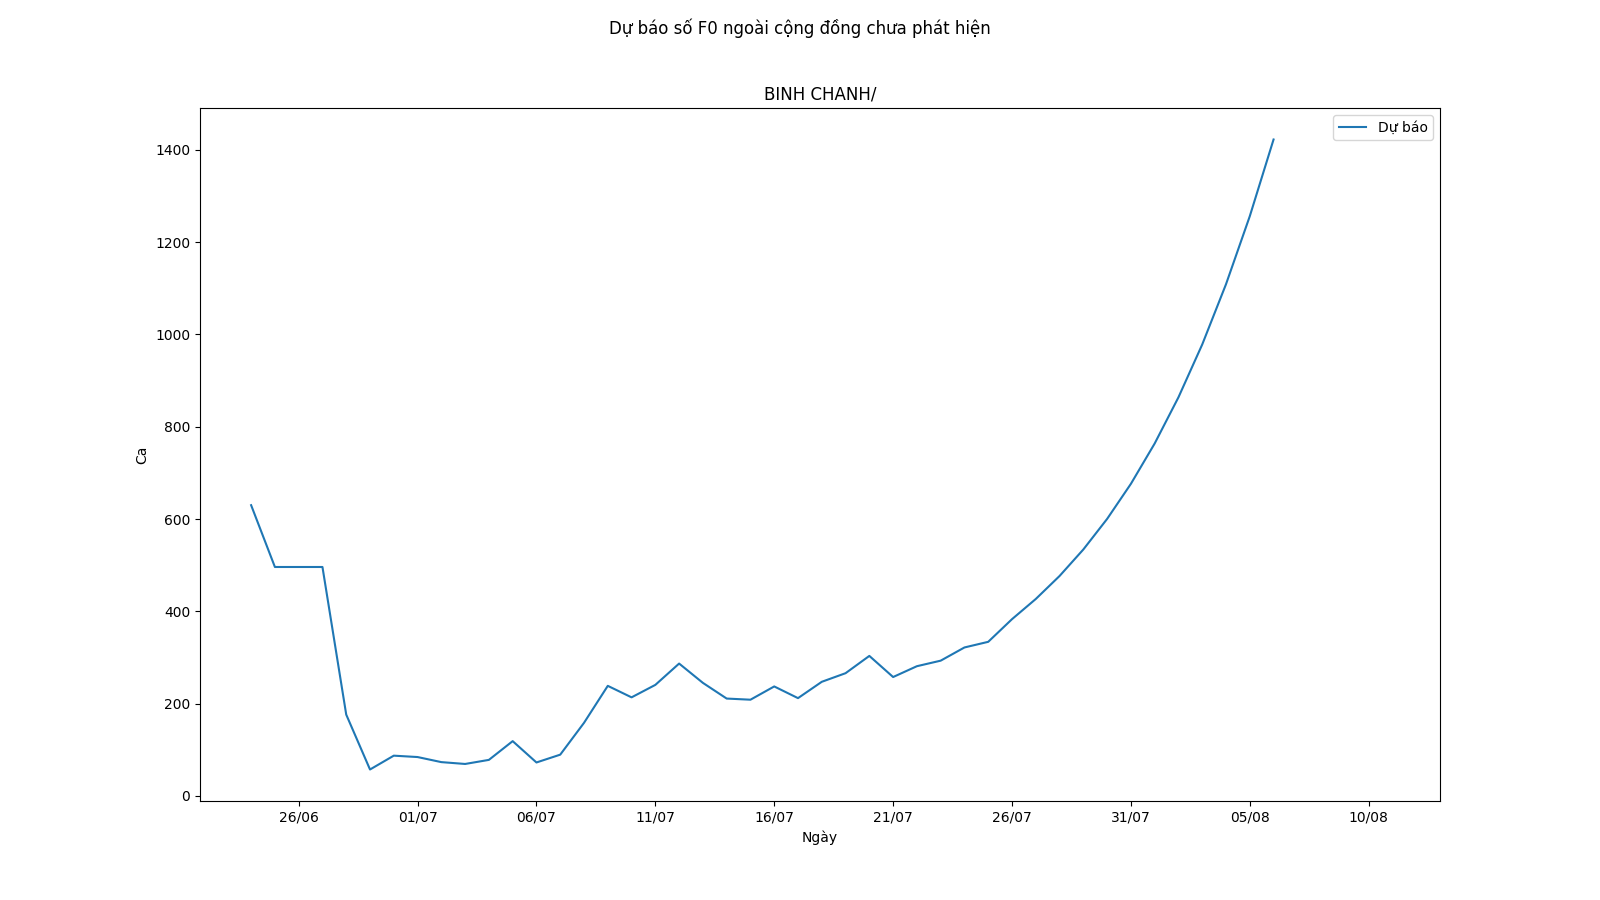 Dự báo số F0 ngoài cộng đồng chưa phát hiện
BINH CHANH/
Dự báo
1400
1200
1000
800
600
400
200
0
Ca
26/06 01/07 06/07 11/07 16/07 21/07 26/07 31/07 05/08 10/08
Ngày